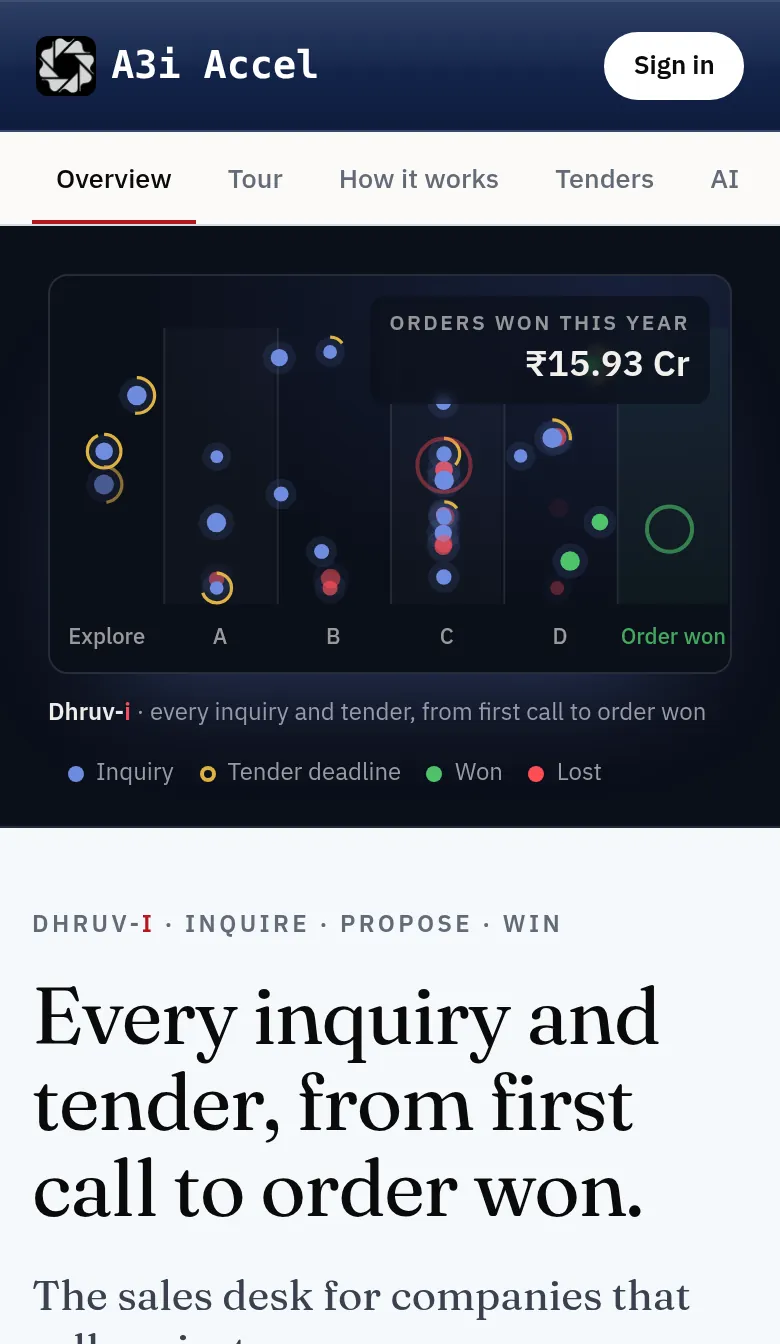 A3i Accel
Sign in
Overview Tour How it works Tenders AI
ORDERS WON THIS YEAR
₹15.93 Cr
Explore A B C D Order won
Dhruv-i · every inquiry and tender, from first call to order won
Inquiry Tender deadline Won Lost
DHRUV-I · INQUIRE · PROPOSE · WIN
Every inquiry and
tender, from first
call to order won.
The sales desk for companies that